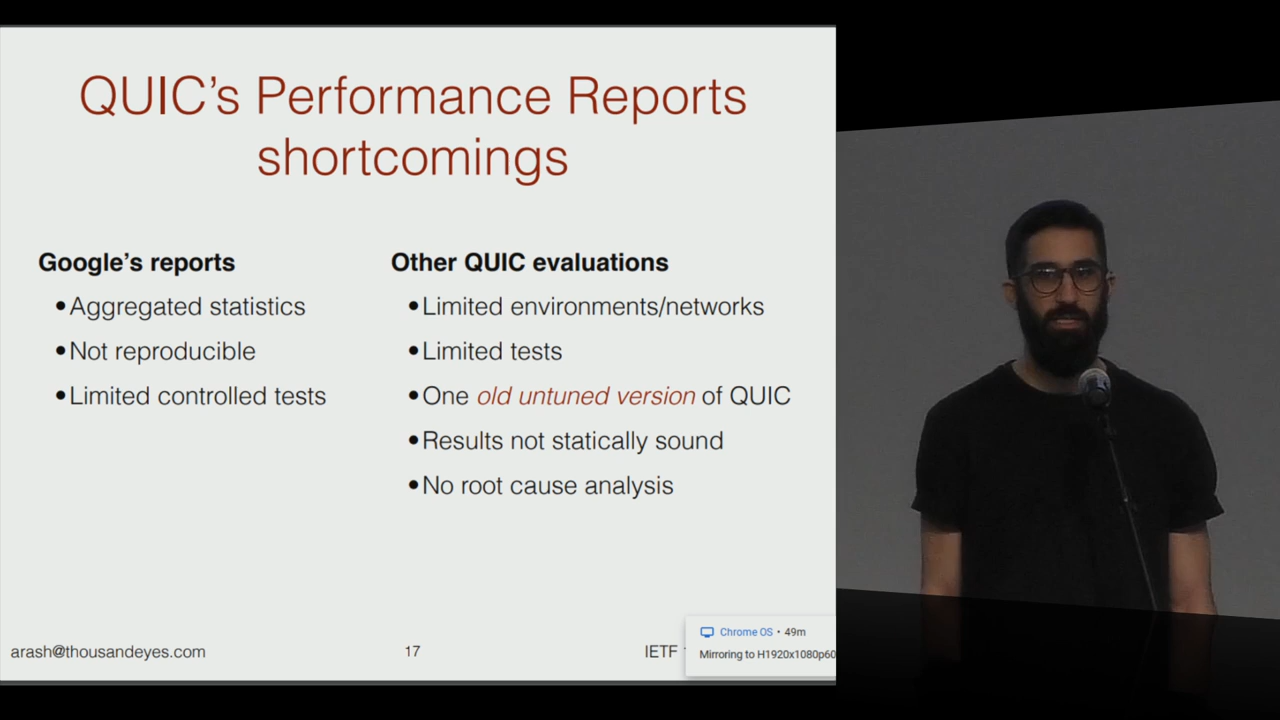 QUIC's Performance Reports
shortcomings
Google's reports
•Aggregated statistics
•Not reproducible
•Limited controlled tests
Other QUIC evaluations
•Limited environments/networks
•Limited tests
•One old untuned version of QUIC
•Results not statically sound
•No root cause analysis
arash@thousandeyes.com
17
IETF
Chrome OS • 49m
Mirroring to H1920x1080p60